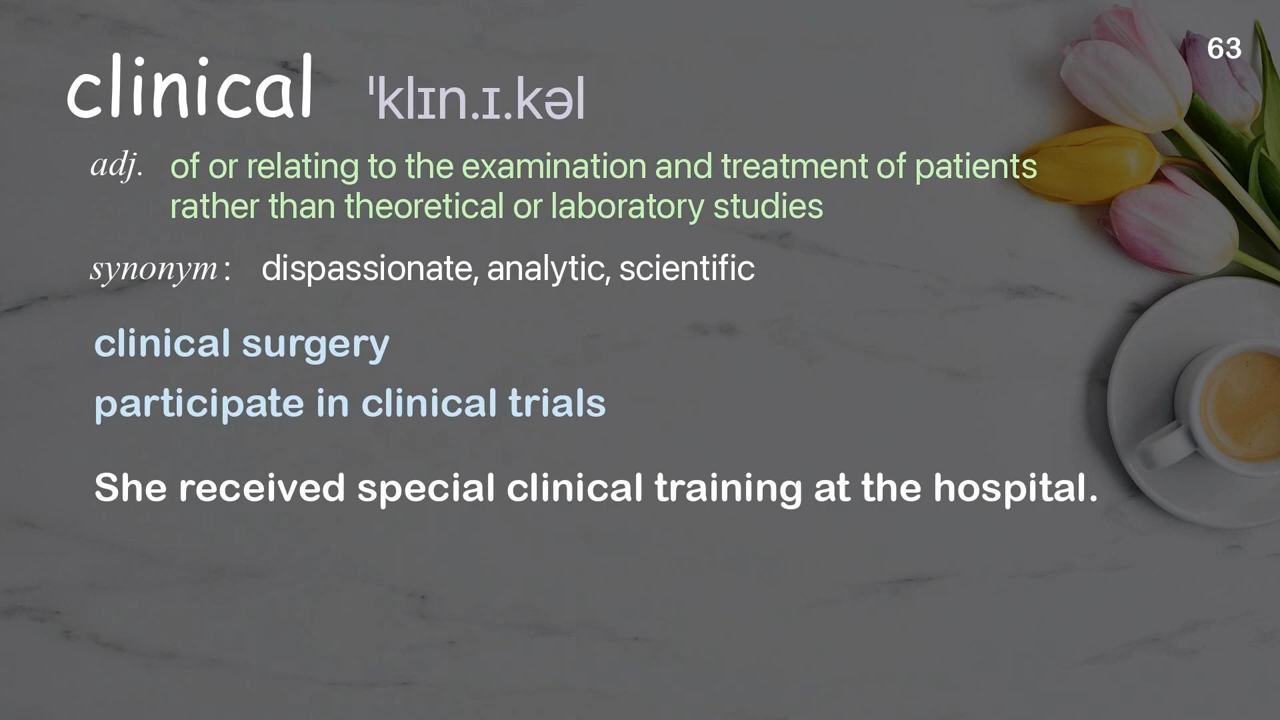 63
clinical ˈklɪn.ɪ.kəl
adj. of or relating to the examination and treatment of patients
rather than theoretical or laboratory studies
synonym: dispassionate, analytic, scientific
clinical surgery
participate in clinical trials
She received special clinical training at the hospital.